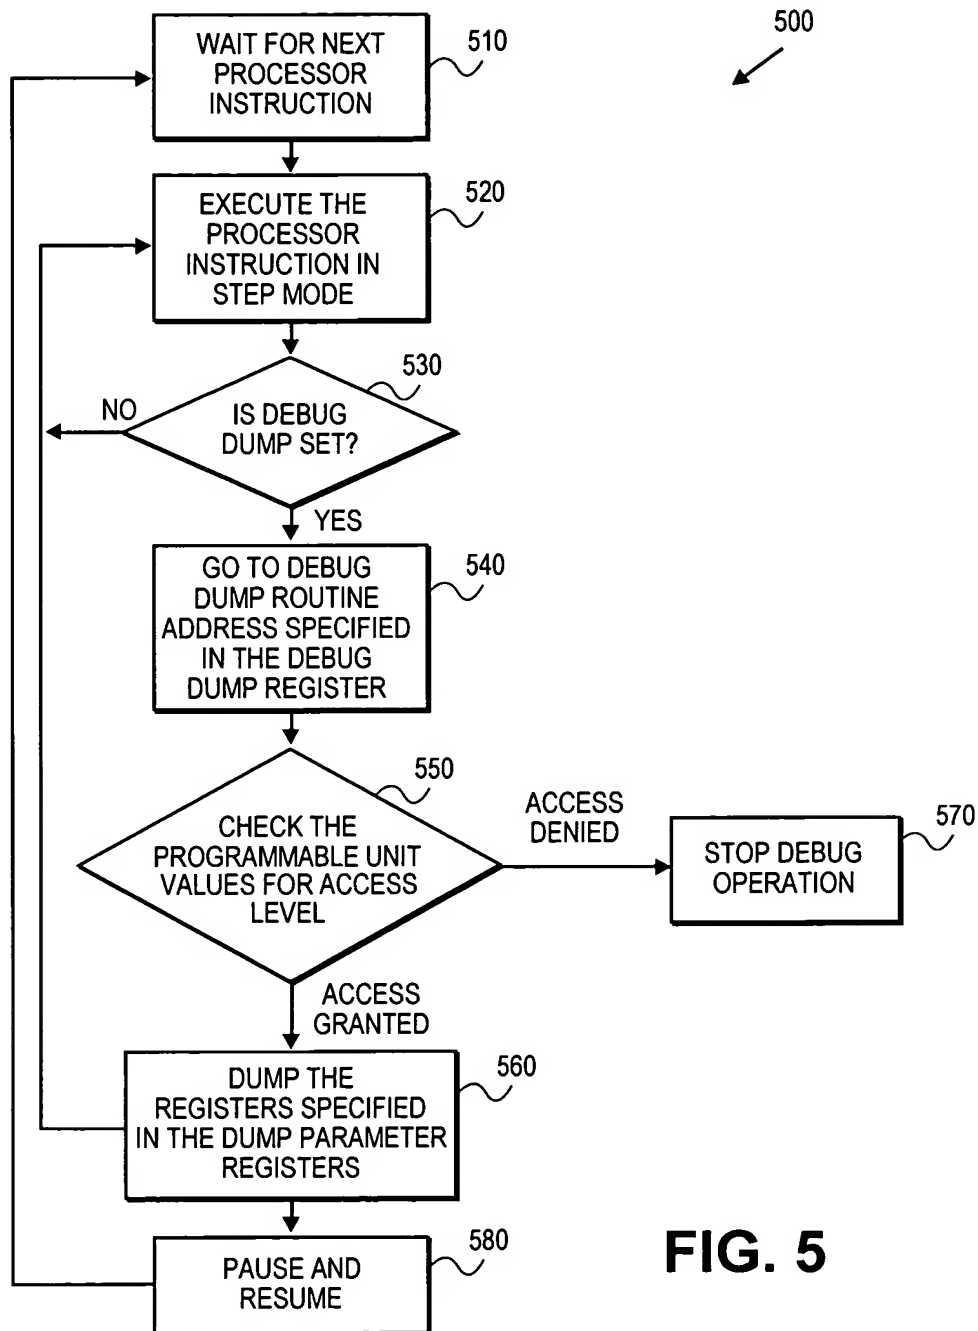 500
WAIT FOR NEXT
PROCESSOR
INSTRUCTION
510
EXECUTE THE
PROCESSOR
INSTRUCTION IN
STEP MODE
520
530
IS DEBUG
DUMP SET?
NO
YES
GO TO DEBUG
DUMP ROUTINE
ADDRESS SPECIFIED
IN THE DEBUG
DUMP REGISTER
540
550
CHECK THE
PROGRAMMABLE UNIT
VALUES FOR ACCESS
LEVEL
ACCESS
DENIED
STOP DEBUG
OPERATION
570
ACCESS
GRANTED
DUMP THE
REGISTERS SPECIFIED
IN THE DUMP PARAMETER
REGISTERS
560
PAUSE AND
RESUME
580
FIG. 5